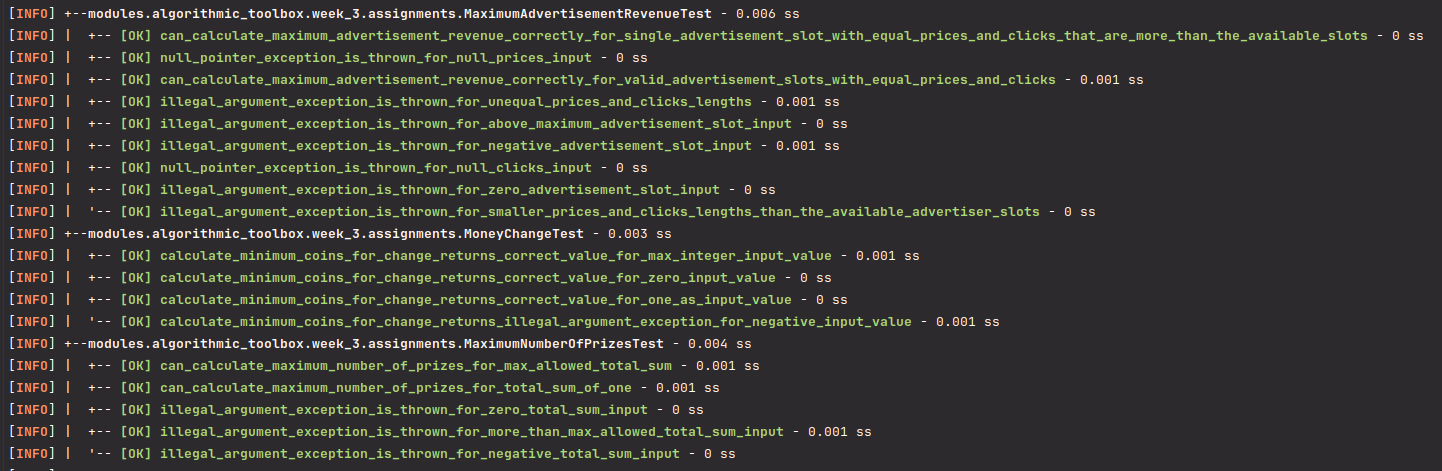 [INFO] +--modules.algorithmic_toolbox.week_3.assignments.MaximumAdvertisementRevenueTest - 0.006 ss
[INFO] |  +-- [OK] can_calculate_maximum_advertisement_revenue_correctly_for_single_advertisement_slot_with_equal_prices_and_clicks_that_are_more_than_the_available_slots - 0 ss
[INFO] |  +-- [OK] null_pointer_exception_is_thrown_for_null_prices_input - 0 ss
[INFO] |  +-- [OK] can_calculate_maximum_advertisement_revenue_correctly_for_valid_advertisement_slots_with_equal_prices_and_clicks - 0.001 ss
[INFO] |  +-- [OK] illegal_argument_exception_is_thrown_for_unequal_prices_and_clicks_lengths - 0.001 ss
[INFO] |  +-- [OK] illegal_argument_exception_is_thrown_for_above_maximum_advertisement_slot_input - 0 ss
[INFO] |  +-- [OK] illegal_argument_exception_is_thrown_for_negative_advertisement_slot_input - 0.001 ss
[INFO] |  +-- [OK] null_pointer_exception_is_thrown_for_null_clicks_input - 0 ss
[INFO] |  +-- [OK] illegal_argument_exception_is_thrown_for_zero_advertisement_slot_input - 0 ss
[INFO] |  '-- [OK] illegal_argument_exception_is_thrown_for_smaller_prices_and_clicks_lengths_than_the_available_advertiser_slots - 0 ss
[INFO] +--modules.algorithmic_toolbox.week_3.assignments.MoneyChangeTest - 0.003 ss
[INFO] |  +-- [OK] calculate_minimum_coins_for_change_returns_correct_value_for_max_integer_input_value - 0.001 ss
[INFO] |  +-- [OK] calculate_minimum_coins_for_change_returns_correct_value_for_zero_input_value - 0 ss
[INFO] |  +-- [OK] calculate_minimum_coins_for_change_returns_correct_value_for_one_as_input_value - 0 ss
[INFO] |  '-- [OK] calculate_minimum_coins_for_change_returns_illegal_argument_exception_for_negative_input_value - 0.001 ss
[INFO] +--modules.algorithmic_toolbox.week_3.assignments.MaximumNumberOfPrizesTest - 0.004 ss
[INFO] |  +-- [OK] can_calculate_maximum_number_of_prizes_for_max_allowed_total_sum - 0.001 ss
[INFO] |  +-- [OK] can_calculate_maximum_number_of_prizes_for_total_sum_of_one - 0.001 ss
[INFO] |  +-- [OK] illegal_argument_exception_is_thrown_for_zero_total_sum_input - 0 ss
[INFO] |  +-- [OK] illegal_argument_exception_is_thrown_for_more_than_max_allowed_total_sum_input - 0.001 ss
[INFO] |  '-- [OK] illegal_argument_exception_is_thrown_for_negative_total_sum_input - 0 ss